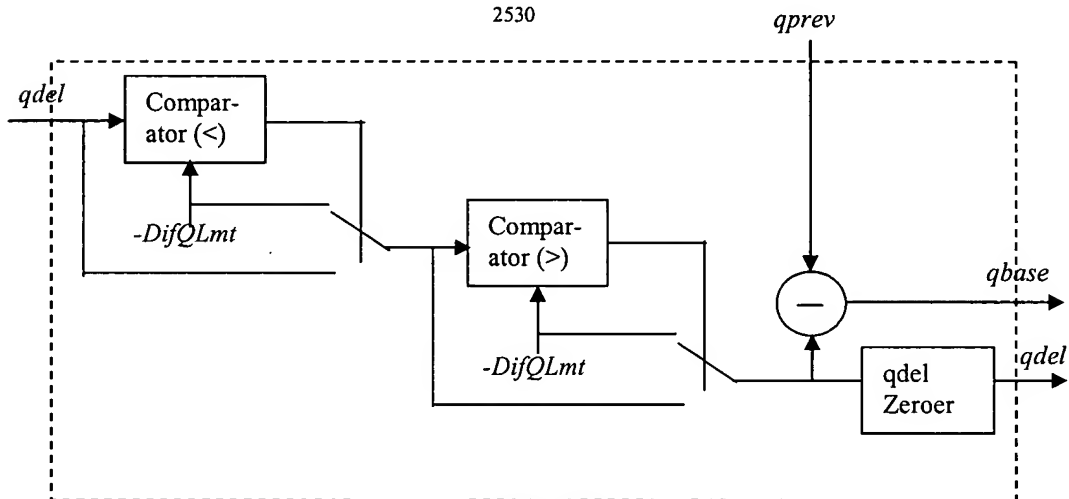 2530
qprev
qdel
Compar-
ator (<)
-DifQLmt
Compar-
ator (>)
-DifQLmt
—
qbase
qdel
qdel
Zeroer